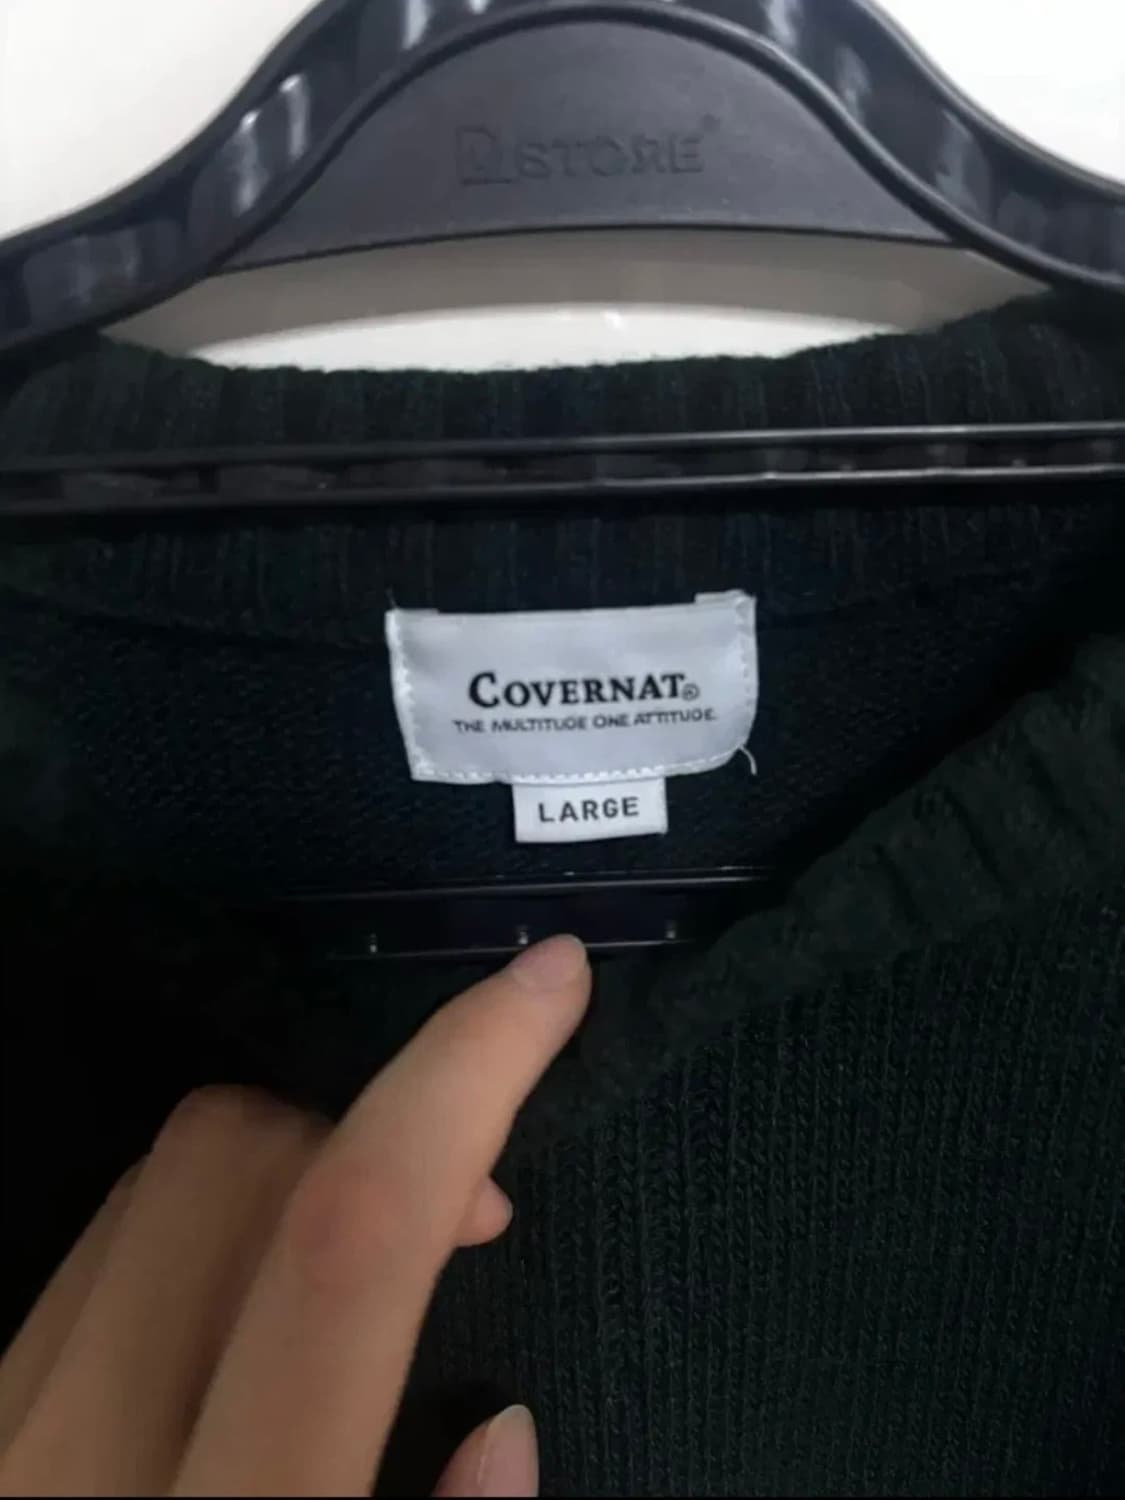 STORE
COVERNAT®
THE MULTITUDE ONE ATTITUDE.
LARGE